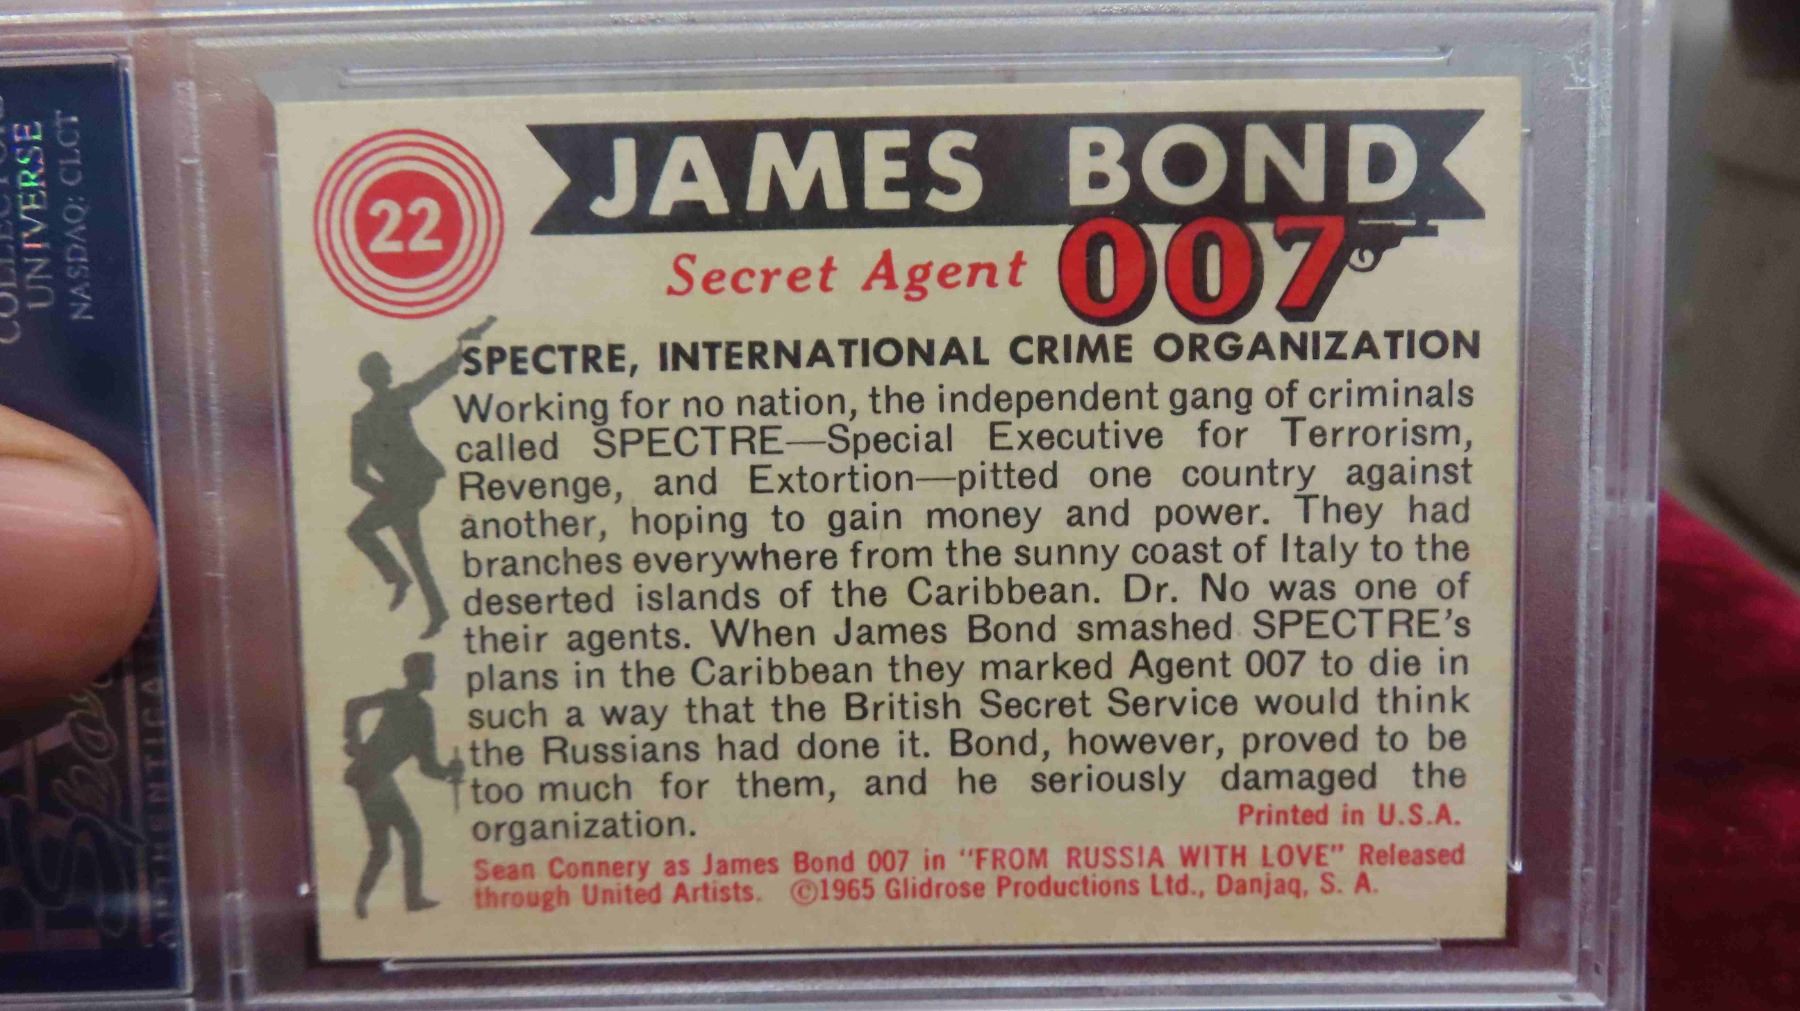 22
JAMES BOND
Secret Agent 007
SPECTRE, INTERNATIONAL CRIME ORGANIZATION
Working for no nation, the independent gang of criminals
called SPECTRE—Special Executive for Terrorism,
Revenge, and Extortion—pitted one country against
another, hoping to gain money and power. They had
branches everywhere from the sunny coast of Italy to the
deserted islands of the Caribbean. Dr. No was one of
their agents. When James Bond smashed SPECTRE's
plans in the Caribbean they marked Agent 007 to die in
such a way that the British Secret Service would think
the Russians had done it. Bond, however, proved to be
too much for them, and he seriously damaged the
organization.
Printed in U.S.A.
Sean Connery as James Bond 007 in "FROM RUSSIA WITH LOVE" Released
through United Artists. ©1965 Glidrose Productions Ltd., Danjaq, S. A.
UNIVERSE
NASDAQ: CLCT